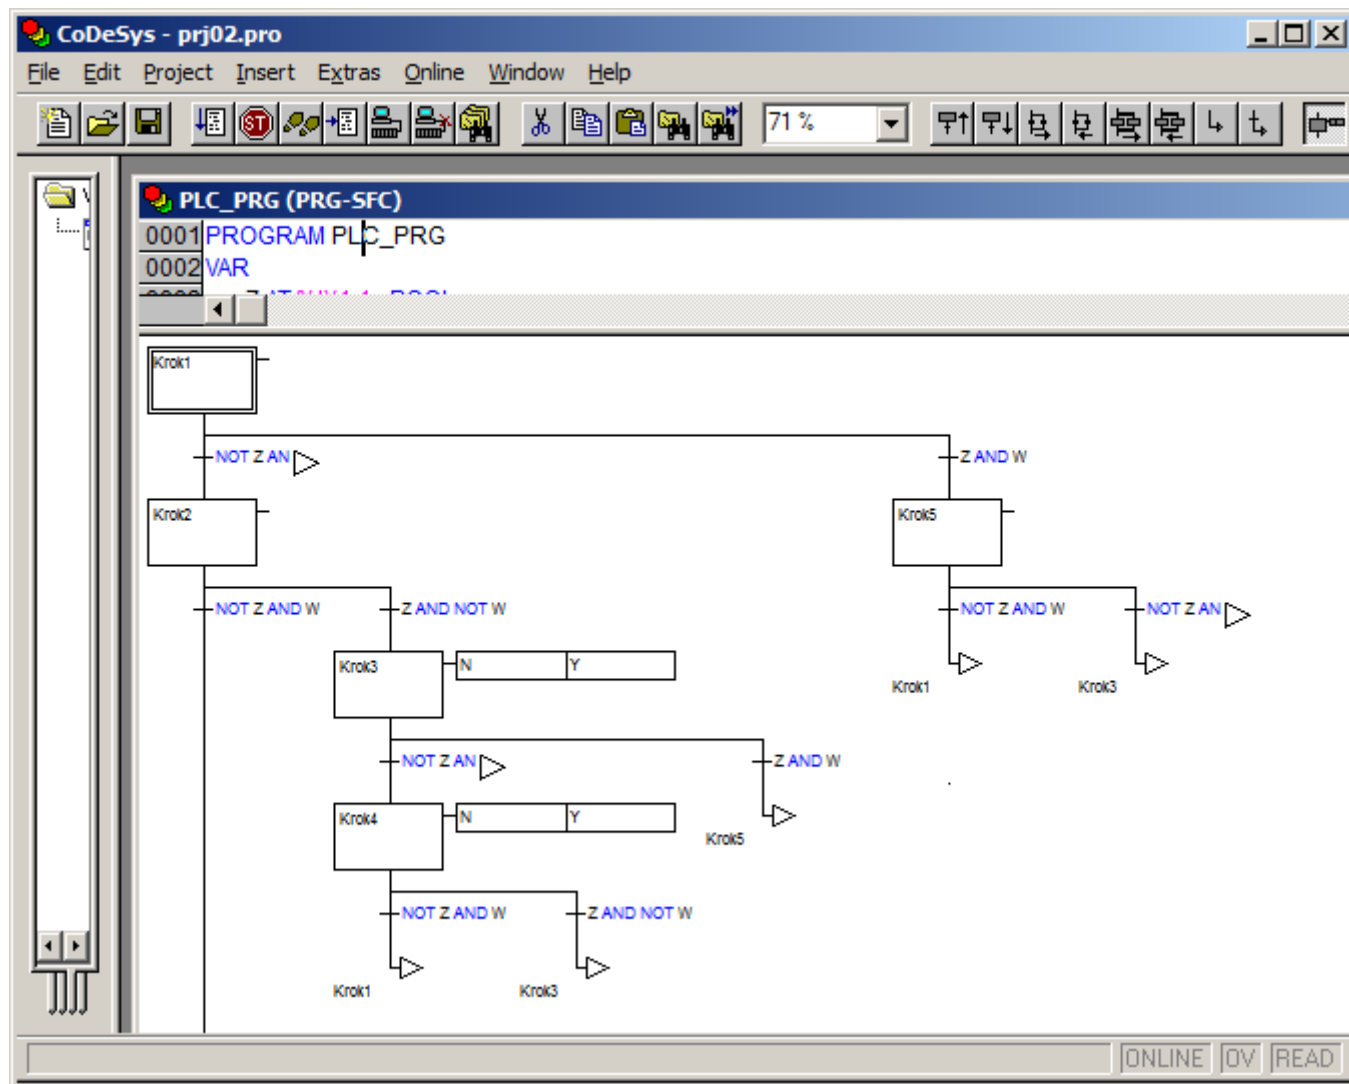 CoDeSys - prj02.pro
File Edit Project Insert Extras Online Window Help
71 %
PLC_PRG (PRG-SFC)
0001 PROGRAM PLC_PRG
0002 VAR
Krok1
NOT Z AN
Z AND W
Krok2
Krok5
NOT Z AND W
Z AND NOT W
NOT Z AND W
NOT Z AN
Krok3
N Y
Krok1
Krok3
NOT Z AN
Z AND W
Krok4
N Y
Krok5
NOT Z AND W
Z AND NOT W
Krok1
Krok3
ONLINE OV READ